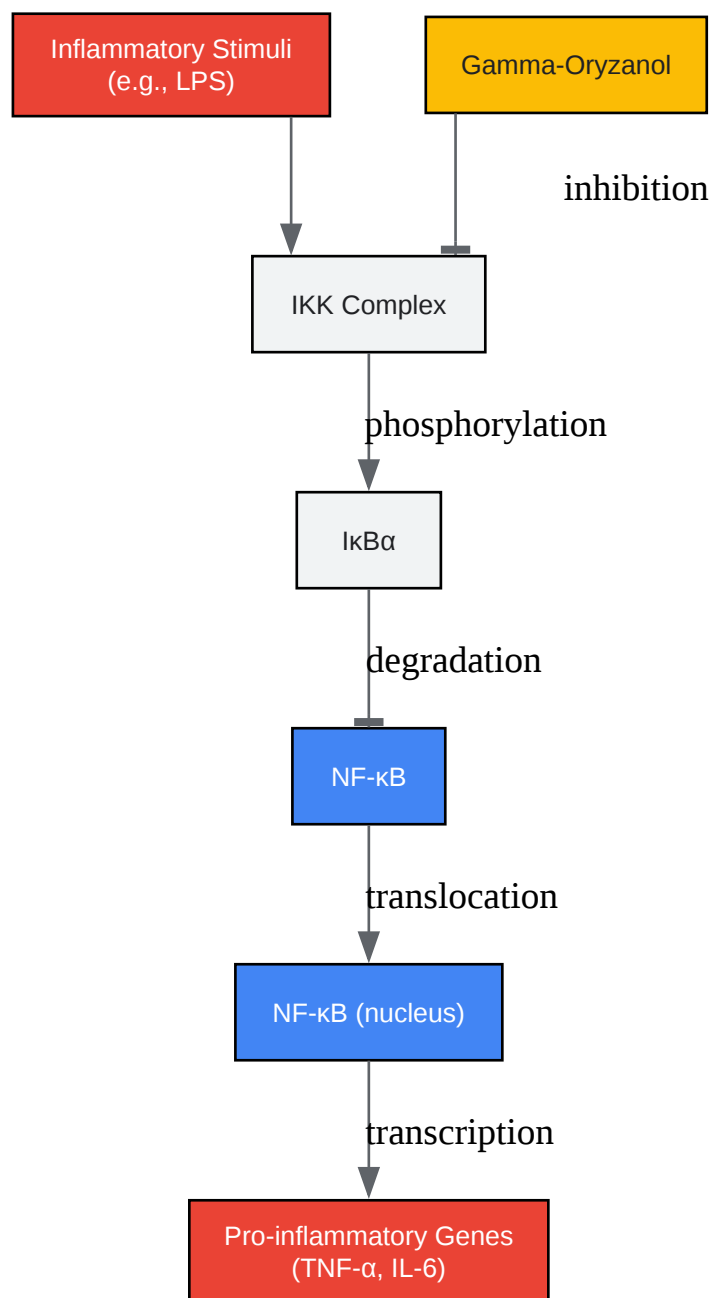 Inflammatory Stimuli
(e.g., LPS)
Gamma-Oryzanol
inhibition
IKK Complex
phosphorylation
IκBα
degradation
NF-κB
translocation
NF-κB (nucleus)
transcription
Pro-inflammatory Genes
(TNF-α, IL-6)